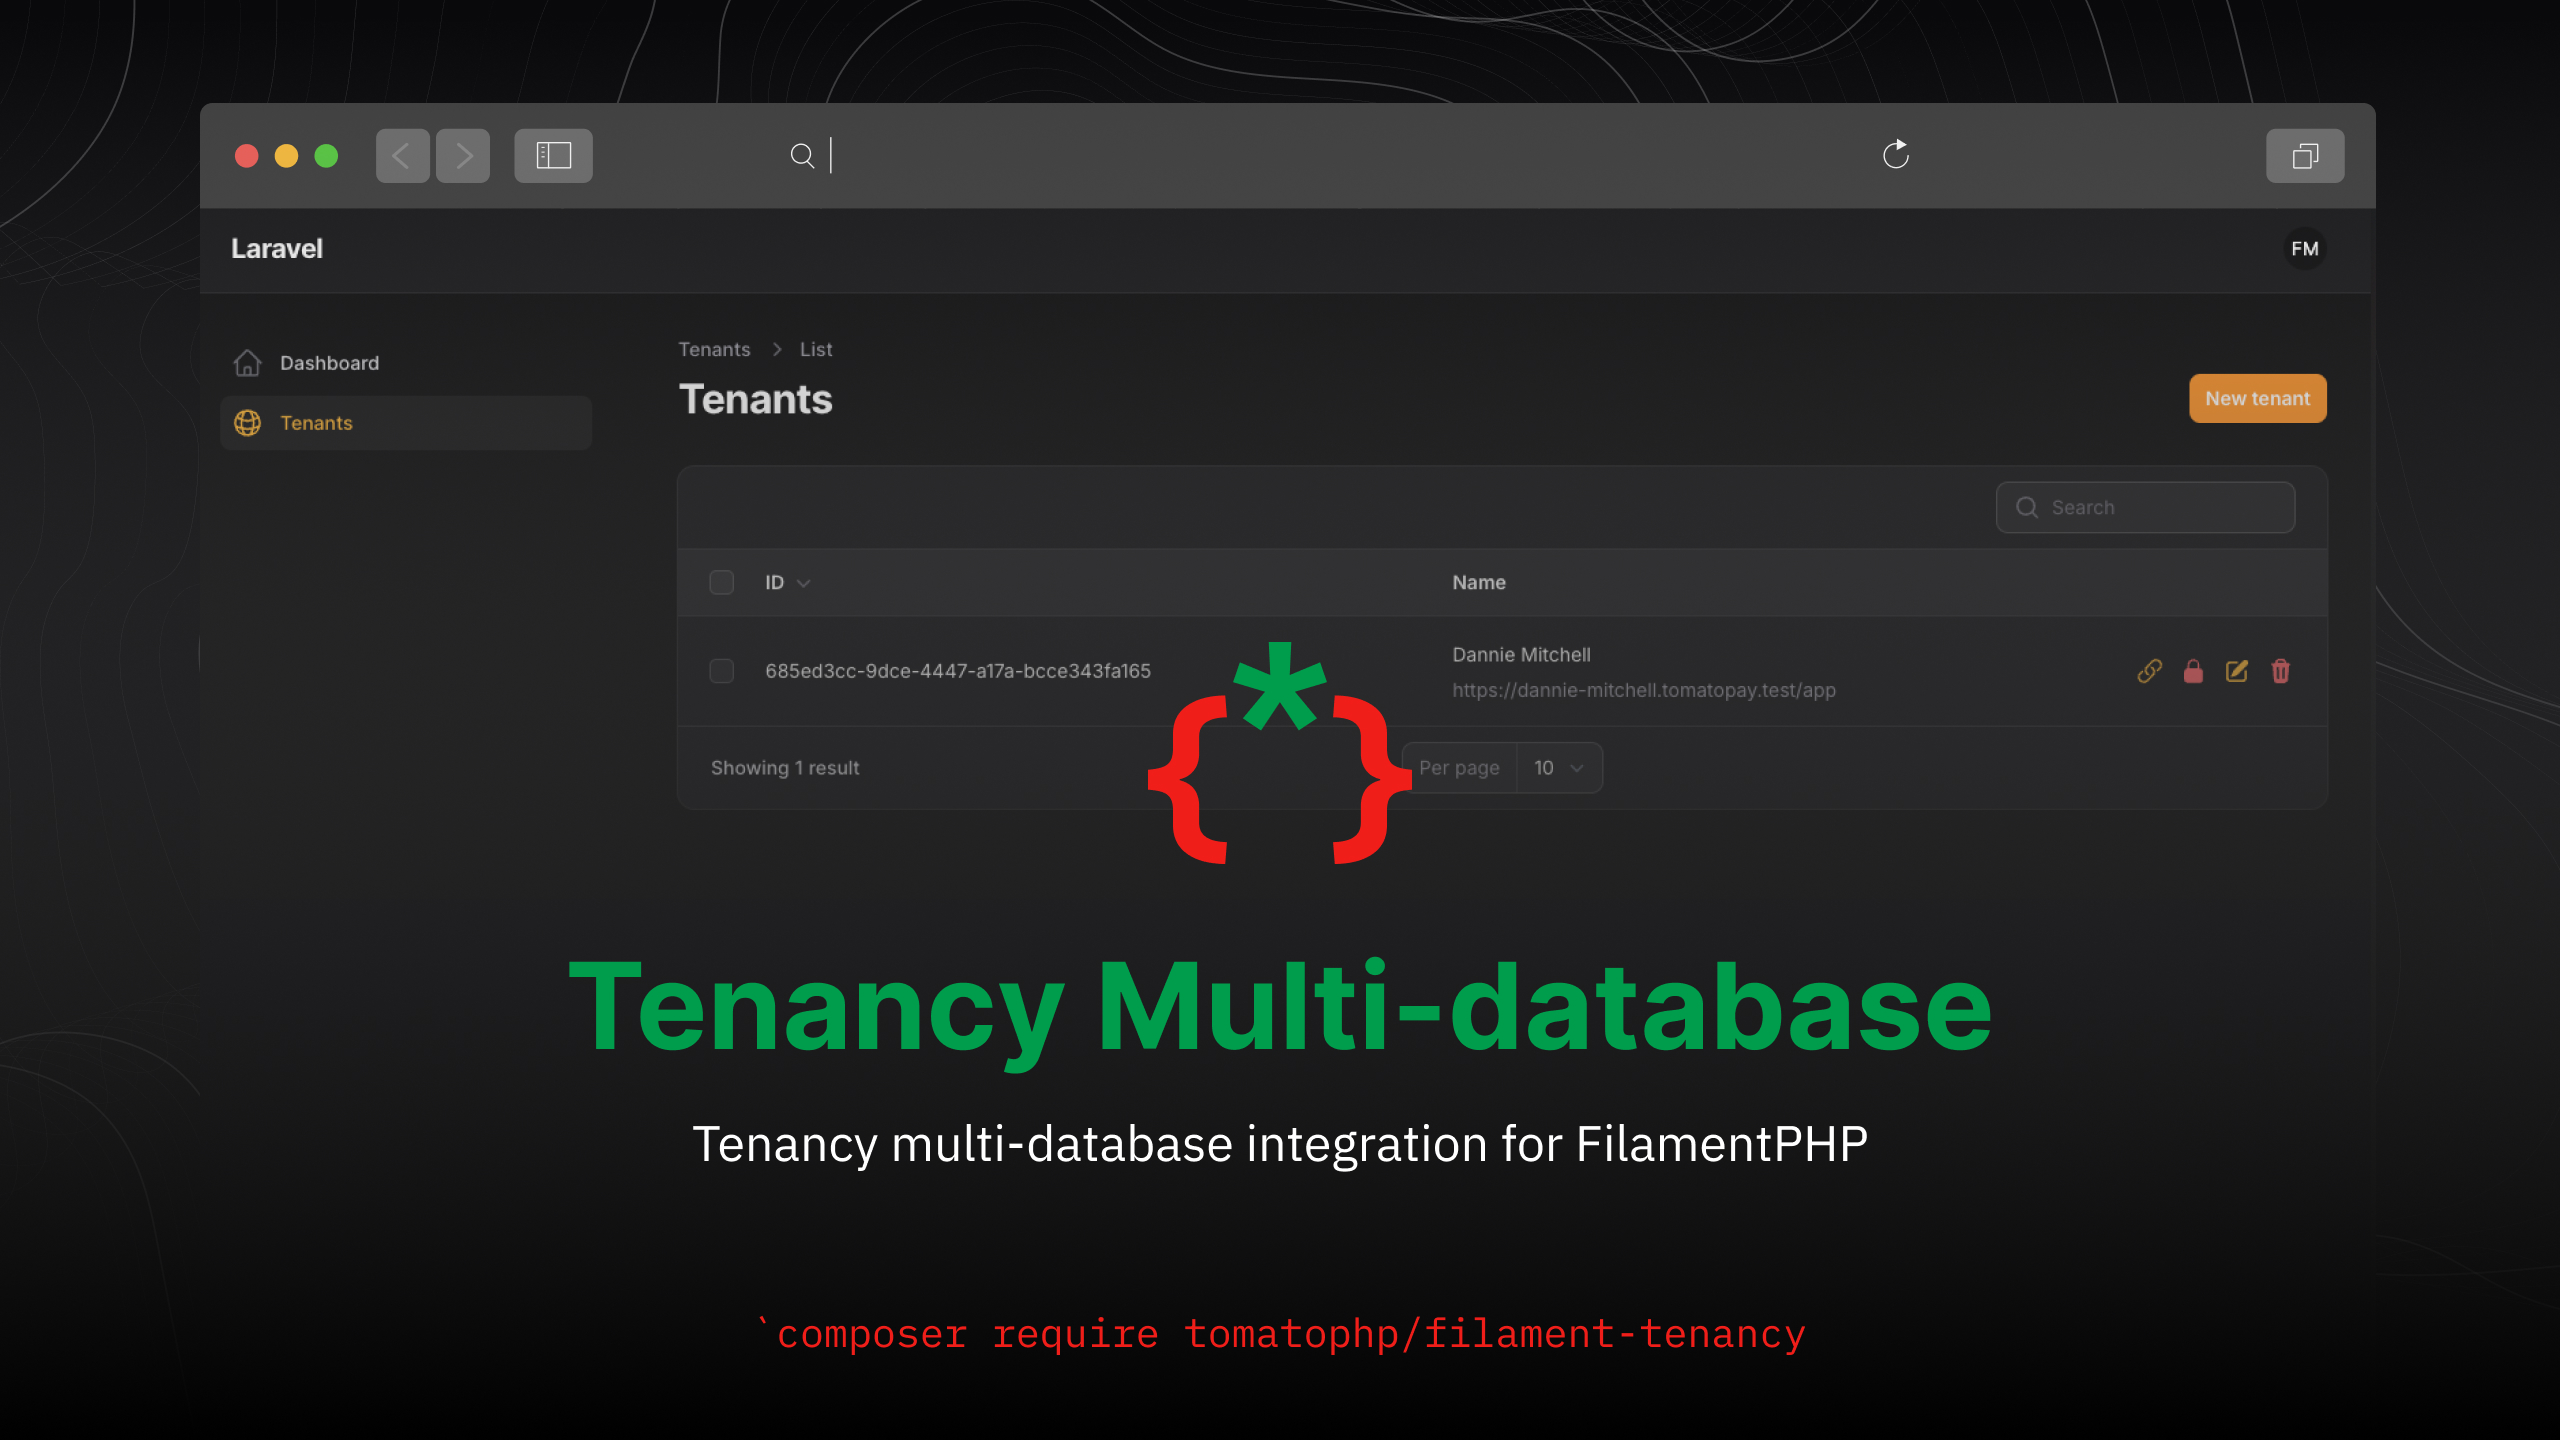 Laravel
FM
Dashboard
Tenants
Tenants > List
Tenants
New tenant
Search
ID
Name
685ed3cc-9dce-4447-a17a-bcce343fa165
Dannie Mitchell
https://dannie-mitchell.tomatopay.test/app
Showing 1 result
Per page 10
{*}
Tenancy Multi-database
Tenancy multi-database integration for FilamentPHP
`composer require tomatophp/filament-tenancy